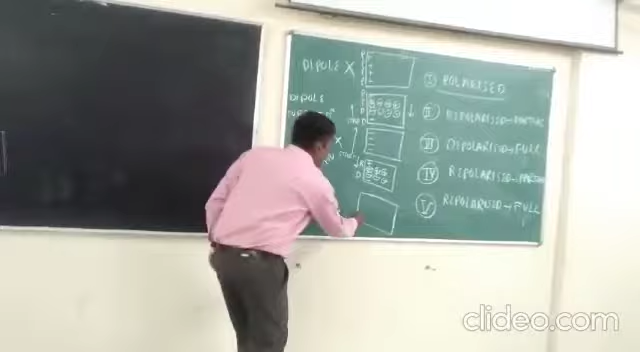 DIPOLE X
I POLARISED
DIPOLE
II DEPOLARISED → PARTIAL
X
III DEPOLARISED → FULL
IV REPOLARISED → PARTIAL
V REPOLARISED → FULL
clideo.com